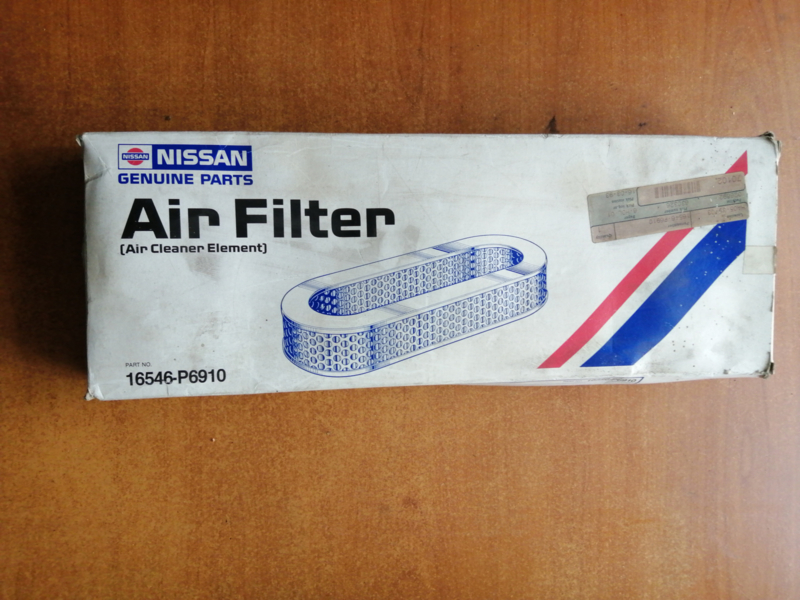 NISSAN
NISSAN
GENUINE PARTS
Air Filter
(Air Cleaner Element)
PART NO.
16546-P6910